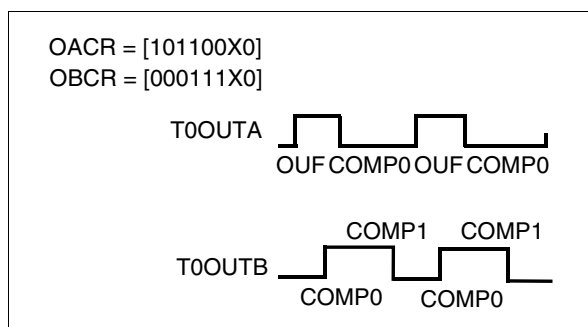 OACR = [101100X0]
OBCR = [000111X0]
T0OUTA
OUF COMP0 OUF COMP0
COMP1 COMP1
T0OUTB
COMP0 COMP0